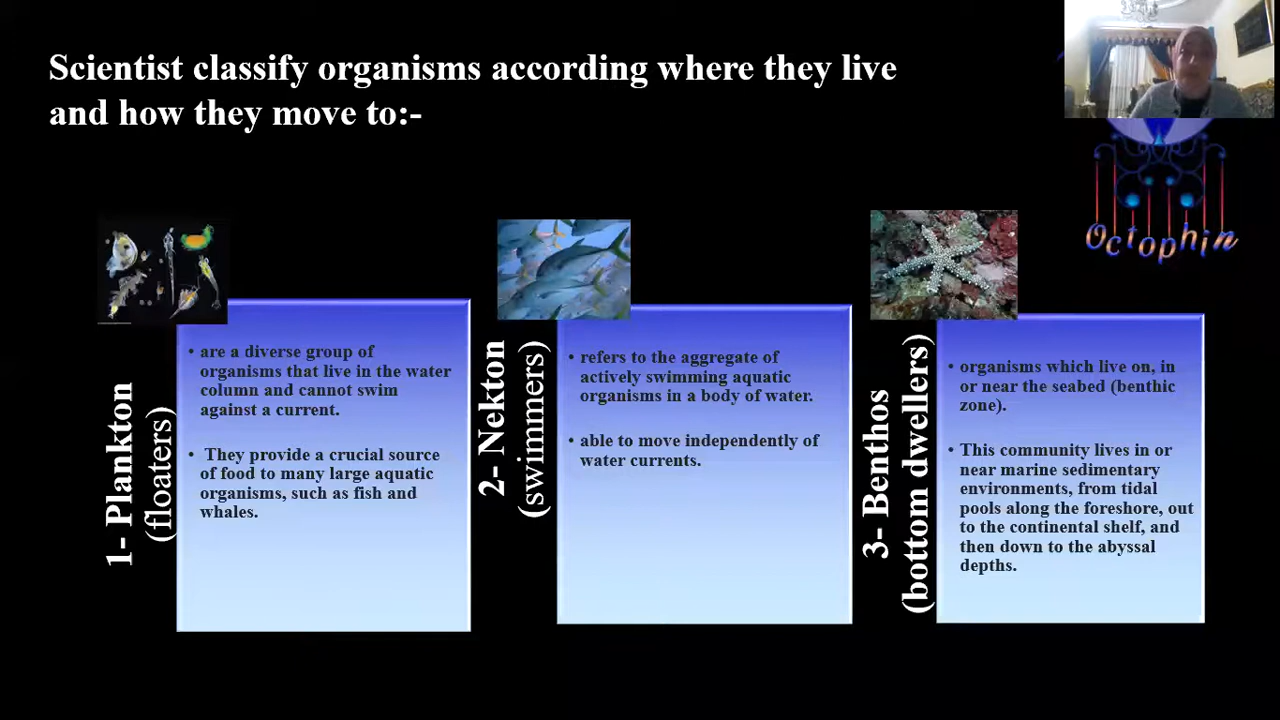 Scientist classify organisms according where they live
and how they move to:-
Octophin
1- Plankton
(floaters)
• are a diverse group of
organisms that live in the water
column and cannot swim
against a current.
• They provide a crucial source
of food to many large aquatic
organisms, such as fish and
whales.
2- Nekton
(swimmers)
• refers to the aggregate of
actively swimming aquatic
organisms in a body of water.
• able to move independently of
water currents.
3- Benthos
(bottom dwellers)
• organisms which live on, in
or near the seabed (benthic
zone).
• This community lives in or
near marine sedimentary
environments, from tidal
pools along the foreshore, out
to the continental shelf, and
then down to the abyssal
depths.